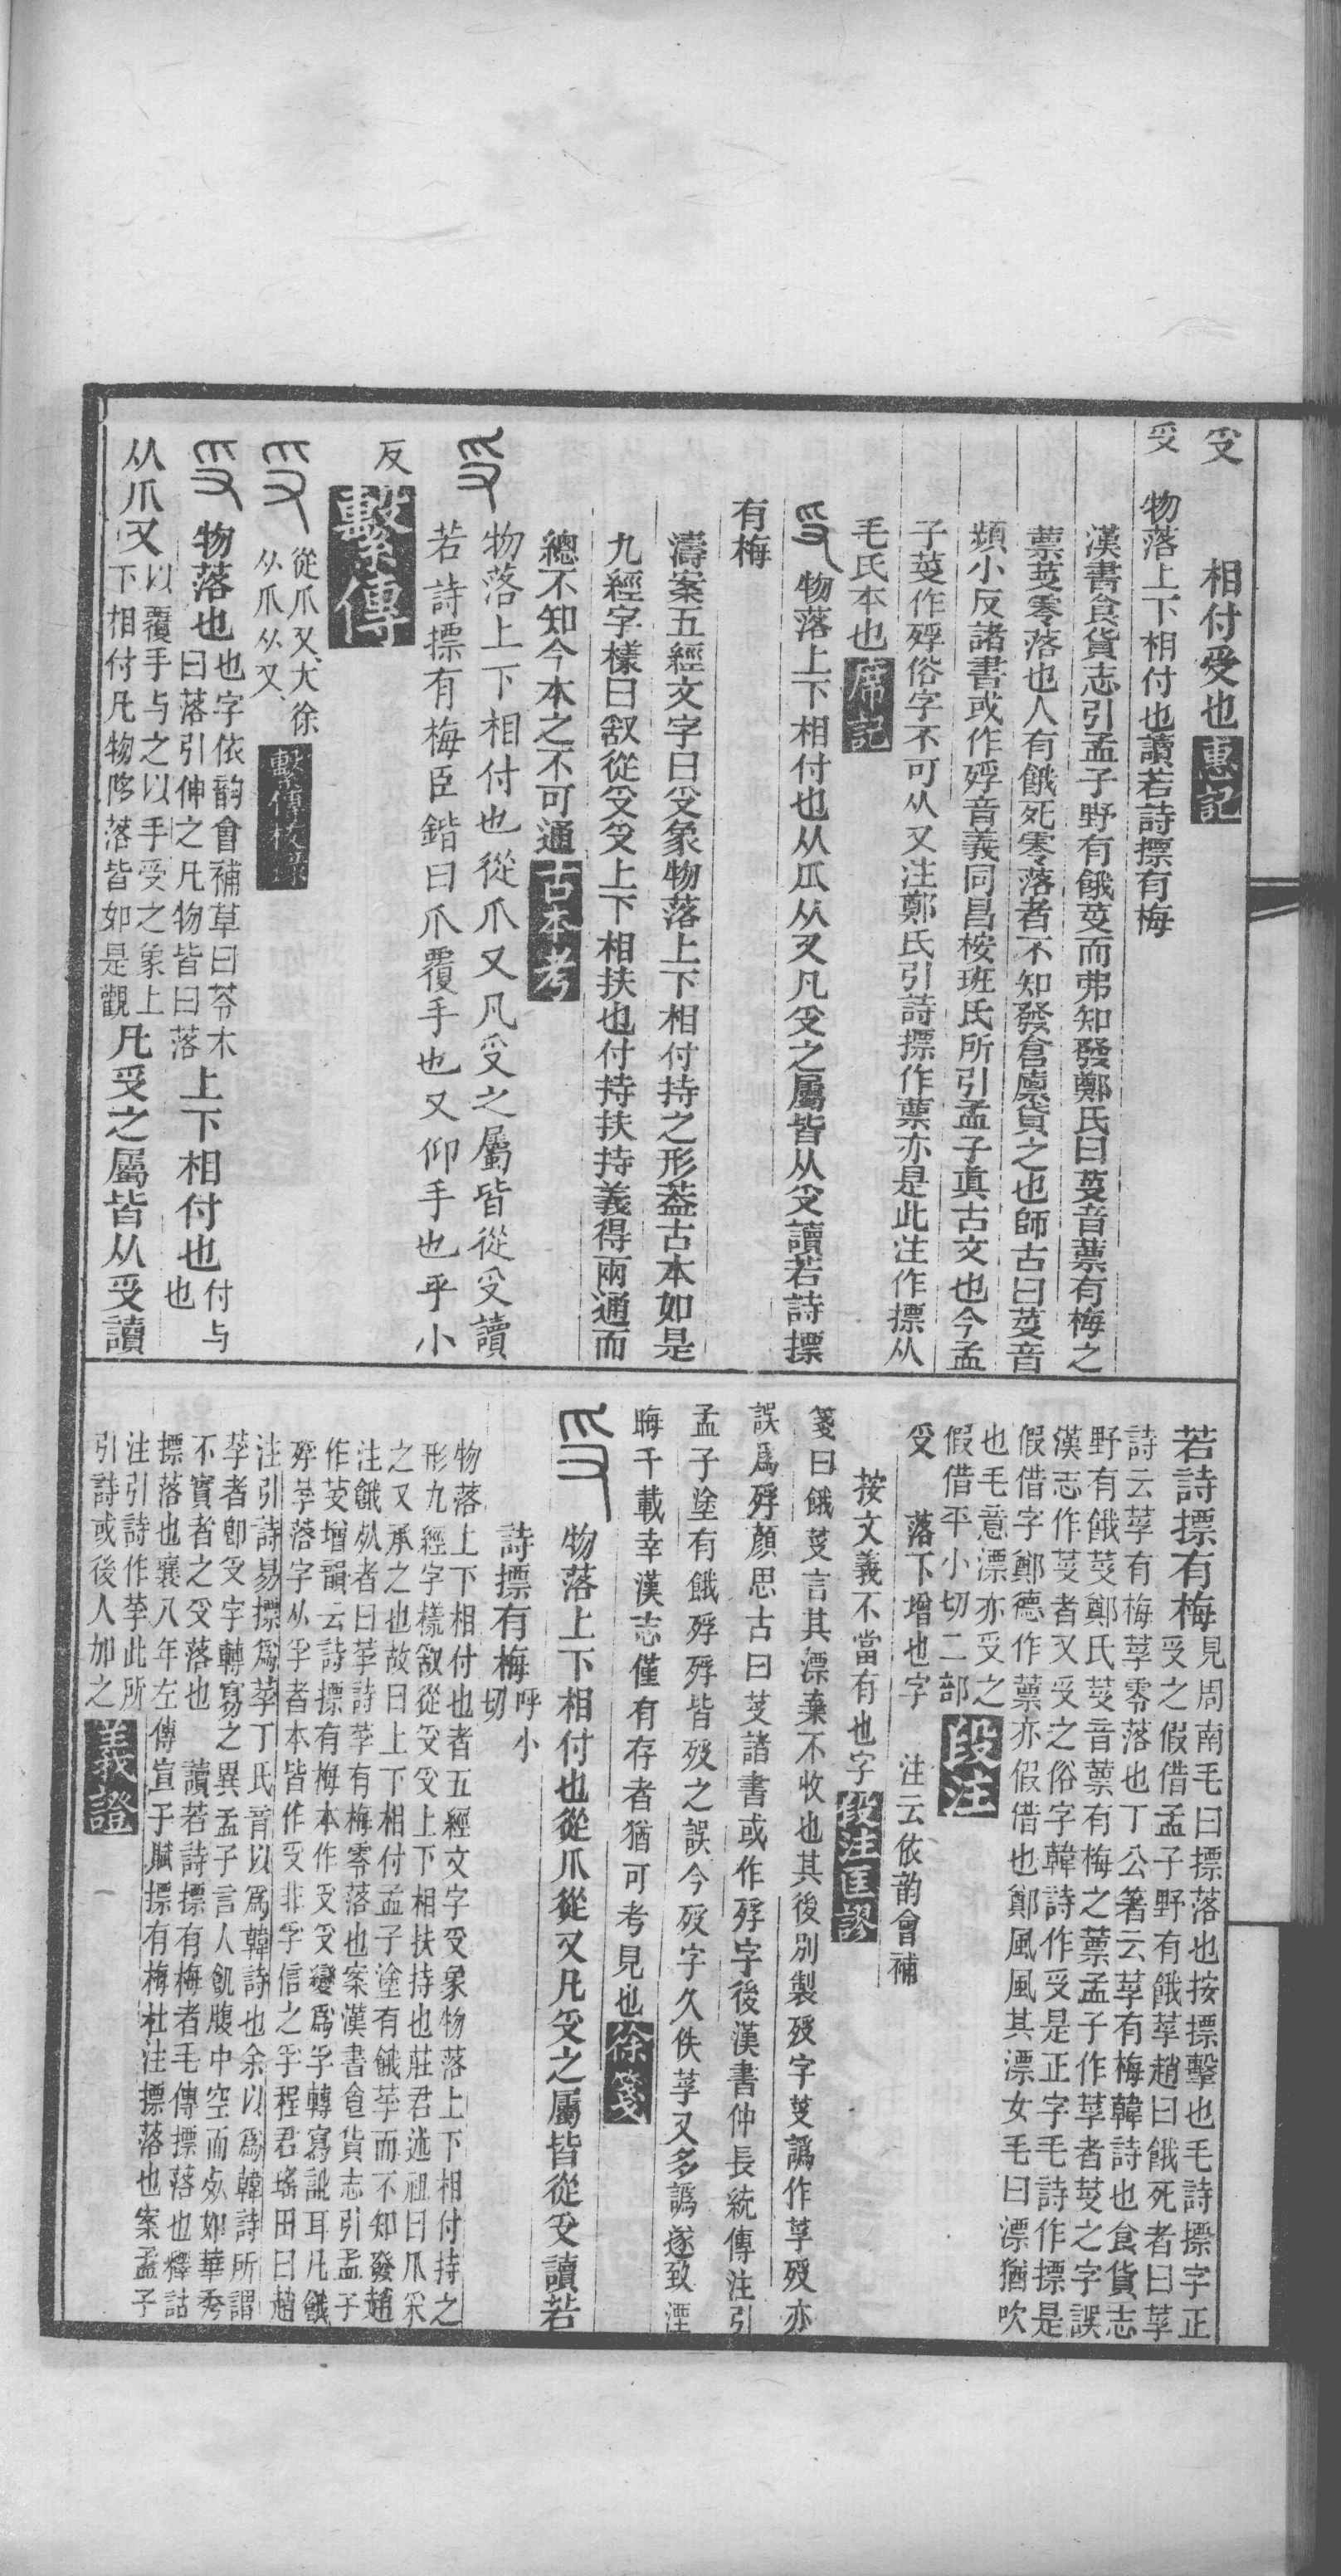 𠬪　相付受也惠記
𠬪　物落上下相付也讀若詩摽有梅
漢書食貨志引孟子野有餓荽而弗知發鄭氏曰荽音蔈有梅之
蔈荽零落也人有餓死零落者不知發倉廩貸之也師古曰荽音
頻小反諸書或作殍音義同昌桉班氏所引孟子眞古文也今孟
子荽作殍俗字不可从又注鄭氏引詩摽作蔈亦是此注作摽从
毛氏本也席記
物落上下相付也从爪从又凡𠬪之屬皆从𠬪讀若詩摽
有梅
濤案五經文字曰𠬪象物落上下相付持之形葢古本如是
九經字樣曰叙從𠬪𠬪上下相扶也付持扶持義得兩通而
總不知今本之不可通古本考
物落上下相付也從爪又凡𠬪之屬皆從𠬪讀
若詩摽有梅臣鍇曰爪覆手也又仰手也乎小
反繫傳
從爪又大徐
从爪从又繫傳校錄
物落也也字依韵會補草曰苓木
曰落引伸之凡物皆曰落上下相付也付与
也
从爪又以覆手与之以手受之象上
下相付凡物陊落皆如是觀凡𠬪之屬皆从𠬪讀
若詩摽有梅見周南毛曰摽落也按摽擊也毛詩摽字正
𠬪之假借孟子野有餓莩趙曰餓死者曰莩
詩云莩有梅莩零落也丁公箸云莩有梅韓詩也食貨志
野有餓荽鄭氏荽音蔈有梅之蔈孟子作莩者荽之字誤
漢志作荽者又𠬪之俗字韓詩作𠬪是正字毛詩作摽是
假借字鄭德作蔈亦假借也鄭風風其漂女毛曰漂猶吹
也毛意漂亦𠬪之
假借平小切二部段注
𠬪　落下增也字　注云依韵會補
按文義不當有也字段注匡謬
箋曰餓荽言其漂棄不收也其後別製殍字荽譌作莩殍亦
誤爲殍顏思古曰荽諸書或作殍字後漢書仲長統傳注引
孟子塗有餓殍殍皆殍之誤今殍字久佚莩又多譌遂致湮
晦千載幸漢志僅有存者猶可考見也徐箋
物落上下相付也從爪從又凡𠬪之屬皆從𠬪讀若
詩摽有梅呼小
切
物落上下相付也者五經文字𠬪象物落上下相付持之
形九經字樣叙從𠬪𠬪上下相扶持也莊君述祖曰爪釆
之又承之也故曰上下相付孟子塗有餓莩而不知發趙
注餓死者曰莩詩莩有梅零落也案漢書食貨志引孟子
作荽增韻云詩摽有梅本作𠬪𠬪變爲孚轉寫譌耳凡餓
殍莩落字从孚者本皆作𠬪非孚信之孚程君瑤田曰趙
注引詩易摽爲莩丁氏音以爲韓詩也余以爲韓詩所謂
莩者卽𠬪字轉寫之異孟子言人飢腹中空而死如華秀
不實者之𠬪落也　讀若詩摽有梅者毛傳摽落也釋詁
摽落也襄八年左傳宣子賦摽有梅杜注摽落也案孟子
注引詩作莩此所
引詩或後人加之義證